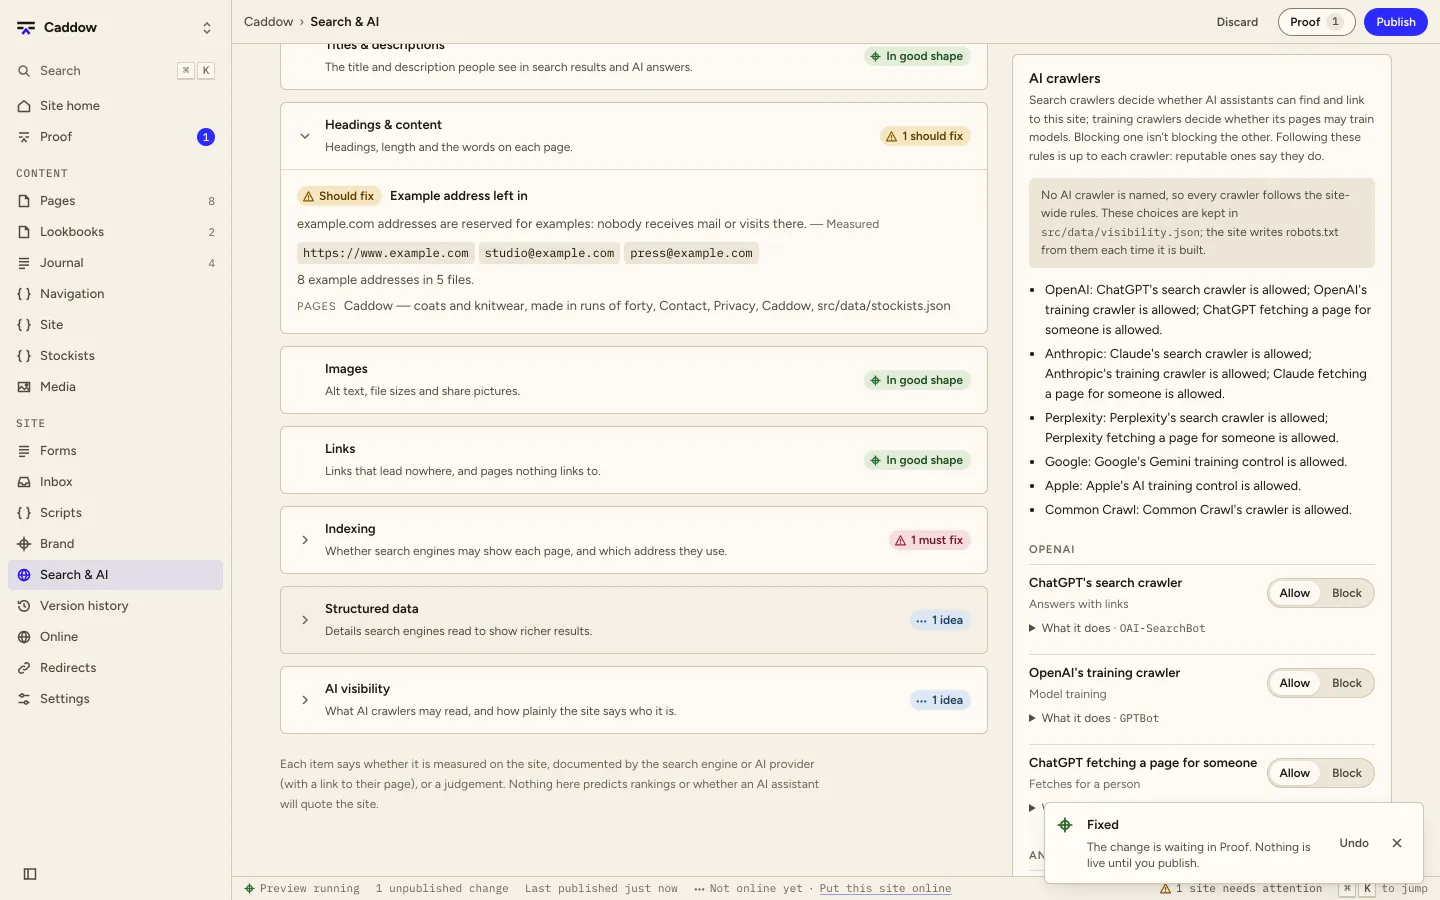 Caddow
Search
⌘ K
Site home
Proof
1
CONTENT
Pages
8
Lookbooks
2
Journal
4
Navigation
Site
Stockists
Media
SITE
Forms
Inbox
Scripts
Brand
Search & AI
Version history
Online
Redirects
Settings
Caddow › Search & AI
Discard
Proof 1
Publish
Titles & descriptions
The title and description people see in search results and AI answers.
In good shape
Headings & content
Headings, length and the words on each page.
1 should fix
Should fix Example address left in
example.com addresses are reserved for examples: nobody receives mail or visits there. — Measured
https://www.example.com studio@example.com press@example.com
8 example addresses in 5 files.
PAGES Caddow — coats and knitwear, made in runs of forty, Contact, Privacy, Caddow, src/data/stockists.json
Images
Alt text, file sizes and share pictures.
In good shape
Links
Links that lead nowhere, and pages nothing links to.
In good shape
Indexing
Whether search engines may show each page, and which address they use.
1 must fix
Structured data
Details search engines read to show richer results.
1 idea
AI visibility
What AI crawlers may read, and how plainly the site says who it is.
1 idea
Each item says whether it is measured on the site, documented by the search engine or AI provider
(with a link to their page), or a judgement. Nothing here predicts rankings or whether an AI assistant
will quote the site.
AI crawlers
Search crawlers decide whether AI assistants can find and link
to this site; training crawlers decide whether its pages may train
models. Blocking one isn't blocking the other. Following these
rules is up to each crawler: reputable ones say they do.
No AI crawler is named, so every crawler follows the site-
wide rules. These choices are kept in
src/data/visibility.json; the site writes robots.txt
from them each time it is built.
• OpenAI: ChatGPT's search crawler is allowed; OpenAI's
training crawler is allowed; ChatGPT fetching a page for
someone is allowed.
• Anthropic: Claude's search crawler is allowed;
Anthropic's training crawler is allowed; Claude fetching
a page for someone is allowed.
• Perplexity: Perplexity's search crawler is allowed;
Perplexity fetching a page for someone is allowed.
• Google: Google's Gemini training control is allowed.
• Apple: Apple's AI training control is allowed.
• Common Crawl: Common Crawl's crawler is allowed.
OPENAI
ChatGPT's search crawler
Answers with links
Allow Block
What it does · OAI-SearchBot
OpenAI's training crawler
Model training
Allow Block
What it does · GPTBot
ChatGPT fetching a page for someone
Fetches for a person
Allow Block
Fixed
The change is waiting in Proof. Nothing is
live until you publish.
Undo
Preview running
1 unpublished change
Last published just now
Not online yet · Put this site online
1 site needs attention
⌘ K to jump